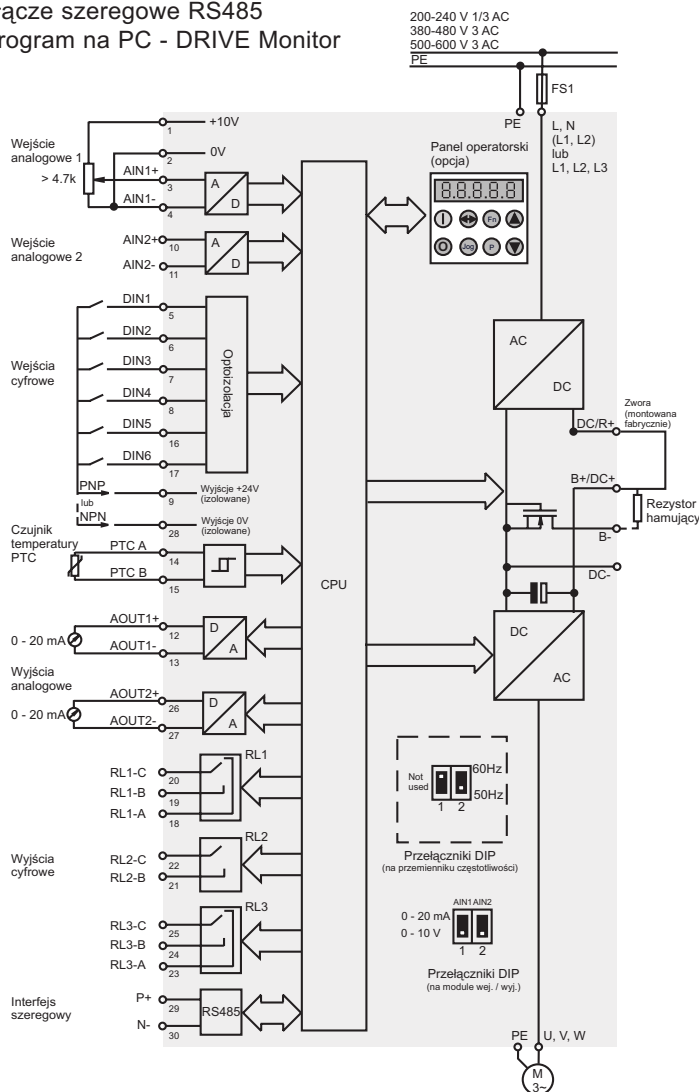 łącze szeregowe RS485
rogram na PC - DRIVE Monitor
200-240 V 1/3 AC
380-480 V 3 AC
500-600 V 3 AC
PE
FS1
PE
L, N
(L1, L2)
lub
L1, L2, L3
Panel operatorski
(opcja)
8.8.8.8.8
Fn
Jog
P
Wejście
analogowe 1
> 4.7k
+10V
1
0V
2
AIN1+
3
AIN1-
4
A
D
Wejście
analogowe 2
AIN2+
10
AIN2-
11
A
D
Wejścia
cyfrowe
DIN1
5
DIN2
6
DIN3
7
DIN4
8
DIN5
16
DIN6
17
Optoizolacja
PNP
9
Wyjście +24V
(izolowane)
lub
NPN
28
Wyjście 0V
(izolowane)
Czujnik
temperatury
PTC
PTC A
14
PTC B
15
CPU
AC
DC
Zwora
(montowana
fabrycznie)
DC/R+
B+/DC+
Rezystor
hamujący
B-
DC-
DC
AC
0 - 20 mA
AOUT1+
12
AOUT1-
13
D
A
Wyjścia
analogowe
0 - 20 mA
AOUT2+
26
AOUT2-
27
D
A
RL1
RL1-C
20
RL1-B
19
RL1-A
18
Wyjścia
cyfrowe
RL2
RL2-C
22
RL2-B
21
RL3
RL3-C
25
RL3-B
24
RL3-A
23
Interfejs
szeregowy
P+
29
N-
30
RS485
Not
used
60Hz
50Hz
1 2
Przełączniki DIP
(na przemienniku częstotliwości)
AIN1 AIN2
0 - 20 mA
0 - 10 V
1 2
Przełączniki DIP
(na module wej. / wyj.)
PE
U, V, W
M
3~